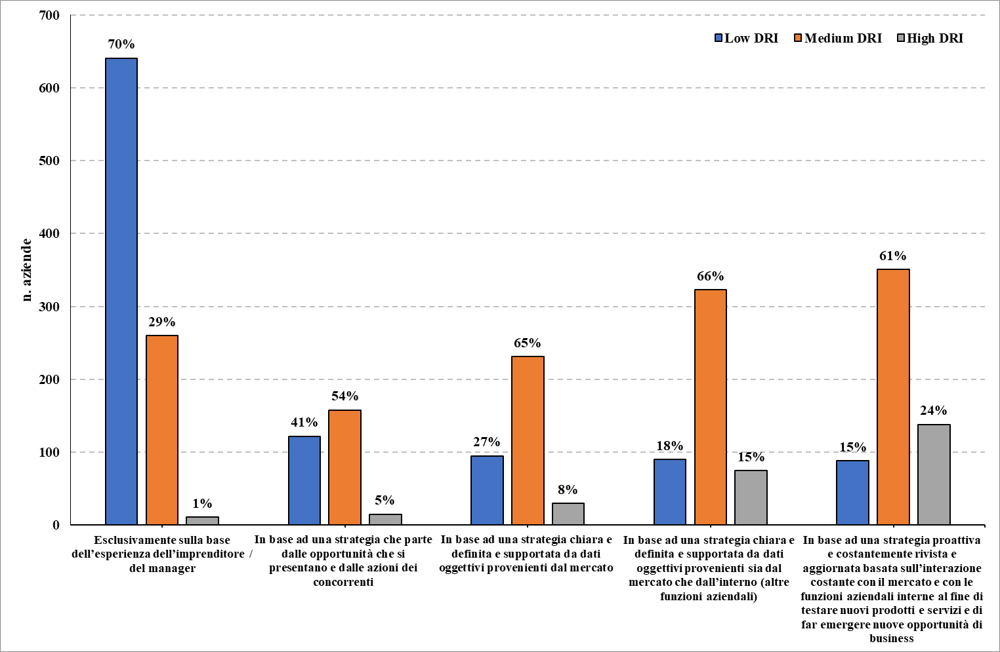 700
600
500
400
300
200
100
0
n. aziende
Low DRI
Medium DRI
High DRI
70%
29%
1%
41%
54%
5%
27%
65%
8%
18%
66%
15%
15%
61%
24%
Esclusivamente sulla base
dell’esperienza dell’imprenditore /
del manager
In base ad una strategia che parte
dalle opportunità che si
presentano e dalle azioni dei
concorrenti
In base ad una strategia chiara e
definita e supportata da dati
oggettivi provenienti dal mercato
In base ad una strategia chiara e
definita e supportata da dati
oggettivi provenienti sia dal
mercato che dall’interno (altre
funzioni aziendali)
In base ad una strategia proattiva
e costantemente rivista e
aggiornata basata sull’interazione
costante con il mercato e con le
funzioni aziendali interne al fine di
testare nuovi prodotti e servizi e di
far emergere nuove opportunità di
business